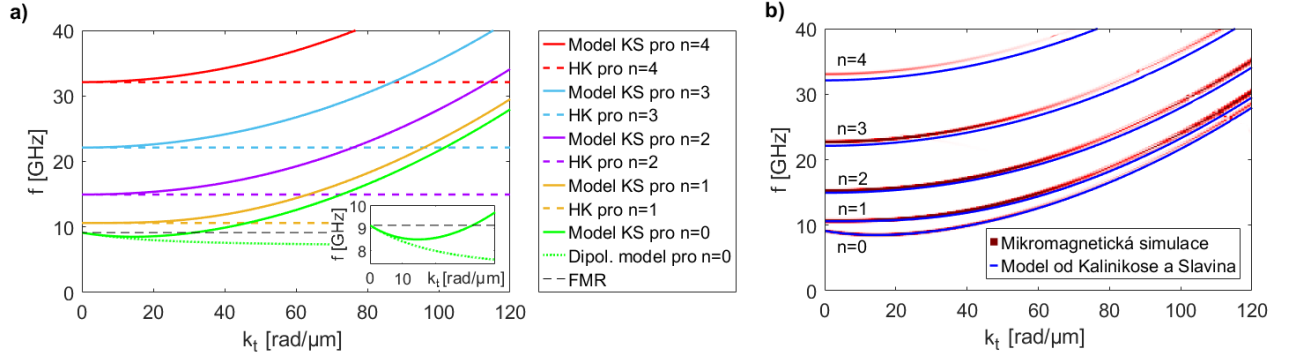 a)
40
30
20
10
0
f [GHz]
0
20
40
60
80
100
120
k_t [rad/μm]
10
9
8
f [GHz]
0
10
k_t [rad/μm]
Model KS pro n=4
HK pro n=4
Model KS pro n=3
HK pro n=3
Model KS pro n=2
HK pro n=2
Model KS pro n=1
HK pro n=1
Model KS pro n=0
Dipol. model pro n=0
FMR
b)
40
30
20
10
0
f [GHz]
n=4
n=3
n=2
n=1
n=0
Mikromagnetická simulace
Model od Kalinikose a Slavina
0
20
40
60
80
100
120
k_t [rad/μm]